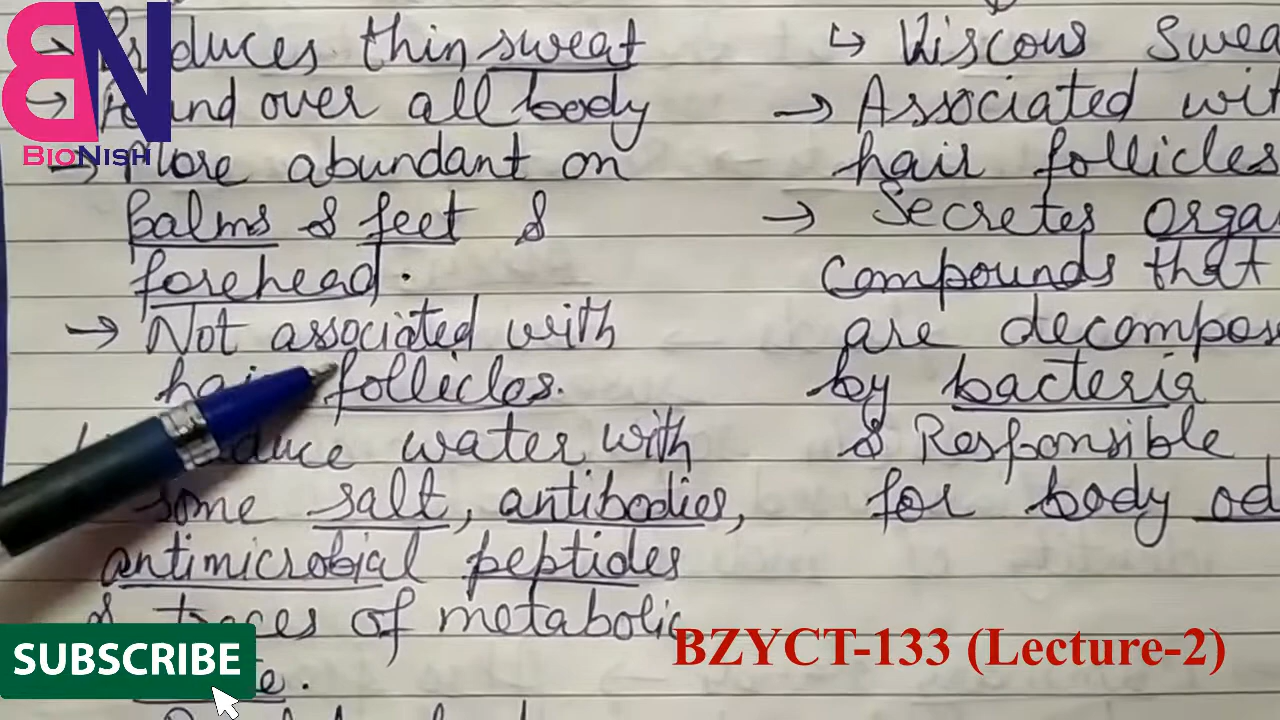 Produces thin sweat
→ Found over all body
→ More abundant on
palms & feet &
forehead.
→ Not associated with
hair follicles.
water with
some salt, antibodies,
antimicrobial peptides
& traces of metabolic
↳ Viscous
→ Associated
hair follicles
→ Secretes
compounds that
are
by bacteria
& Responsible
for body
BN
BIONISH
SUBSCRIBE
BZYCT-133 (Lecture-2)